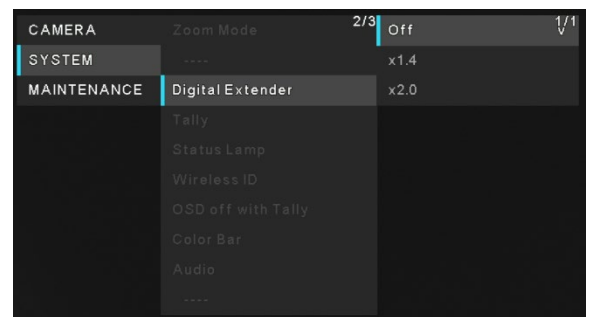 CAMERA
SYSTEM
MAINTENANCE
2/3
Zoom Mode
----
Digital Extender
Tally
Status Lamp
Wireless ID
OSD off with Tally
Color Bar
Audio
----
1/1
Off
x1.4
x2.0